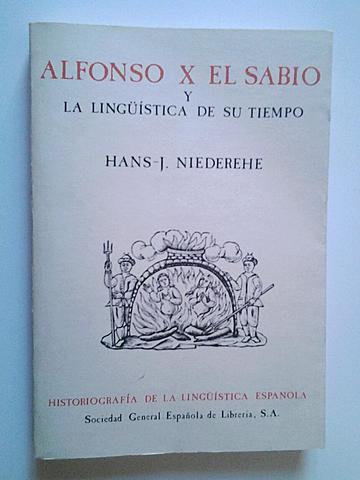 ALFONSO X EL SABIO
Y
LA LINGÜÍSTICA DE SU TIEMPO
HANS-J. NIEDEREHE
HISTORIOGRAFÍA DE LA LINGÜÍSTICA ESPAÑOLA
Sociedad General Española de Librería, S.A.